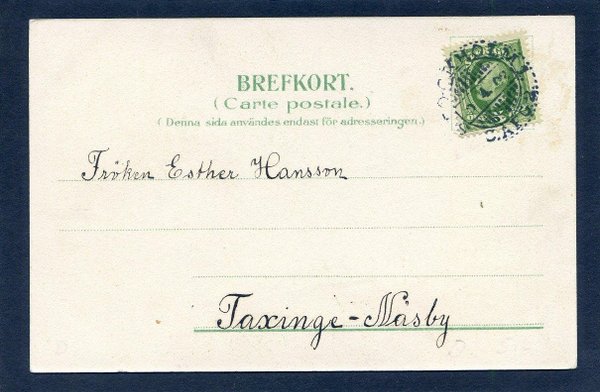 BREFKORT.
(Carte postale.)
(Denna sida användes endast för adresseringen.)
Fröken Esther Hansson
Taxinge-Näsby